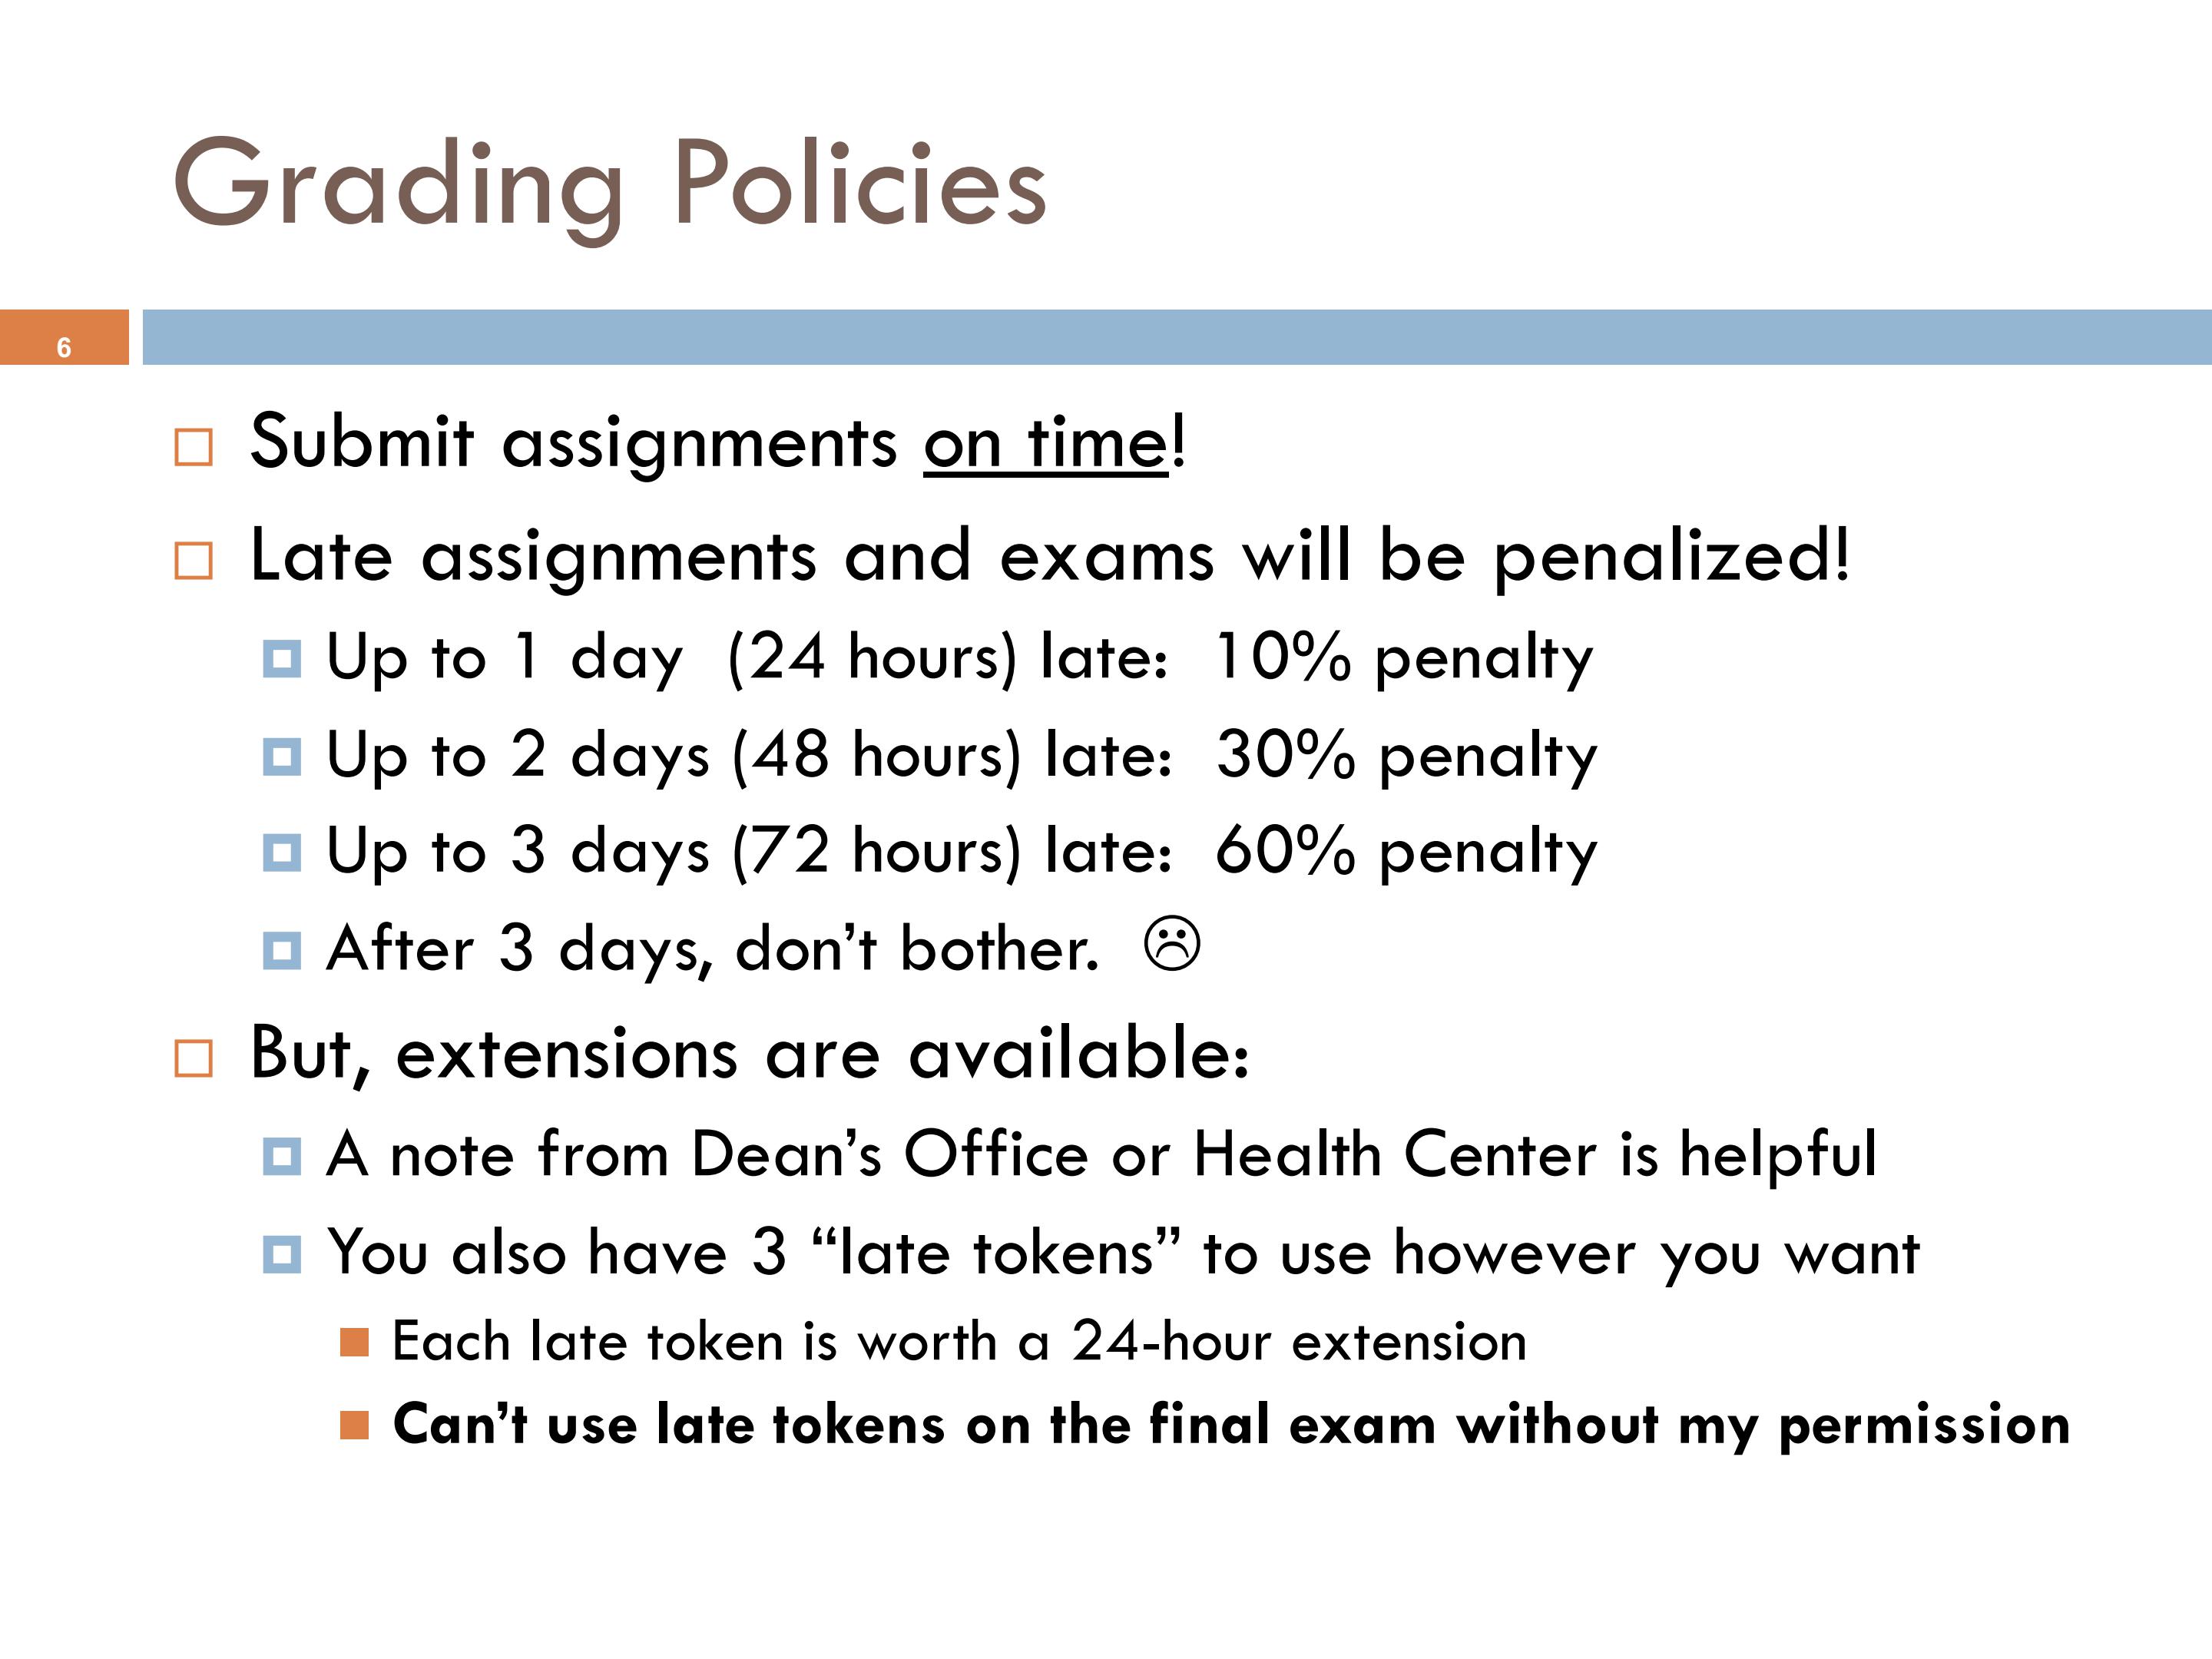 Grading Policies
6
Submit assignments on time!
Late assignments and exams will be penalized!
Up to 1 day (24 hours) late: 10% penalty
Up to 2 days (48 hours) late: 30% penalty
Up to 3 days (72 hours) late: 60% penalty
After 3 days, don’t bother. ☹
But, extensions are available:
A note from Dean’s Office or Health Center is helpful
You also have 3 “late tokens” to use however you want
Each late token is worth a 24-hour extension
Can’t use late tokens on the final exam without my permission